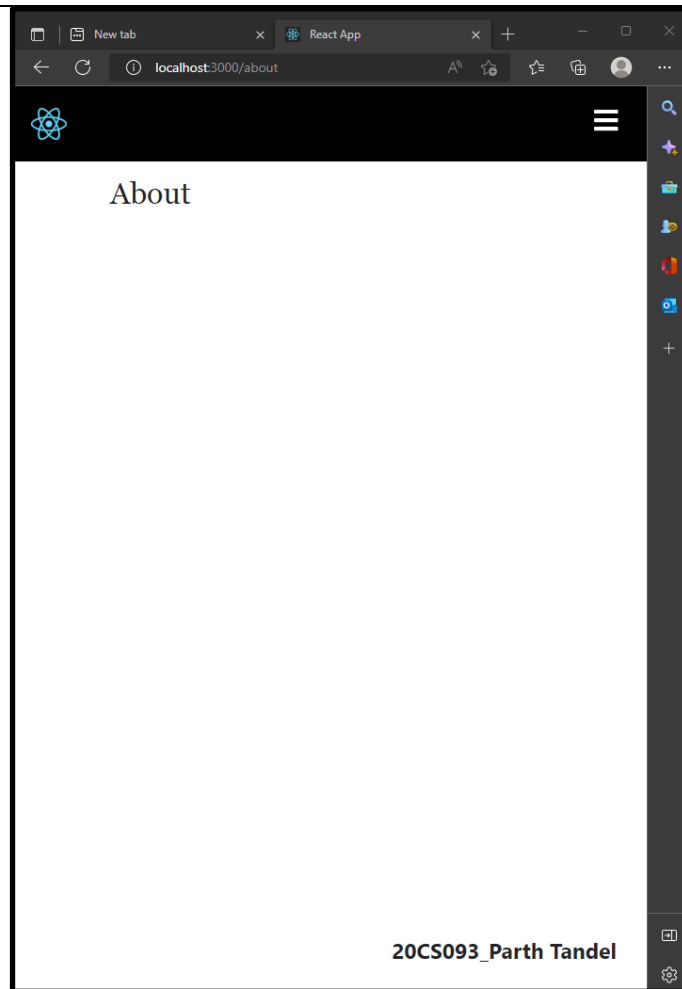 New tab
React App
localhost:3000/about
About
20CS093_Parth Tandel